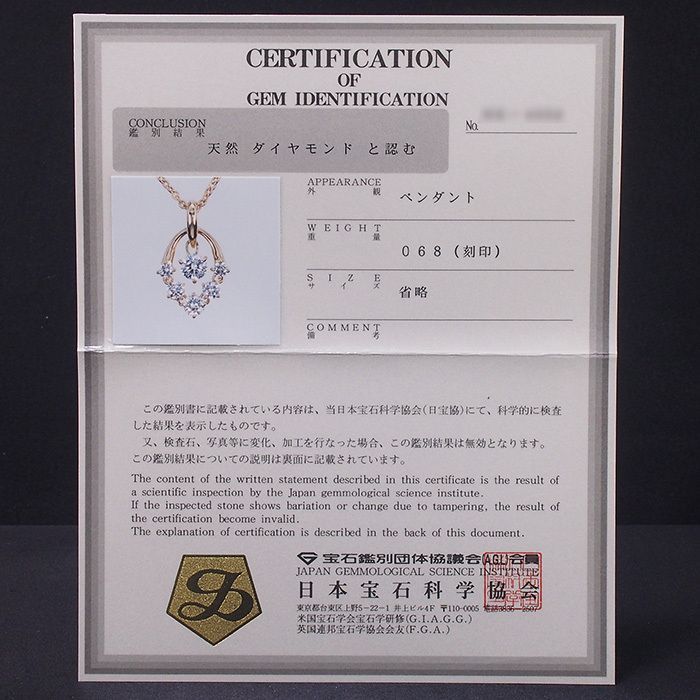 CERTIFICATION
OF
GEM IDENTIFICATION
CONCLUSION
鑑別結果
天然 ダイヤモンド と認む
No.
APPEARANCE
外観
ペンダント
WEIGHT
重量
068(刻印)
SIZE
サイズ
省略
COMMENT
備考
この鑑別書に記載されている内容は、当日本宝石科学協会(日宝協)にて、科学的に検査
した結果を表示したものです。
又、検査石、写真等に変化、加工を行なった場合、この鑑別結果は無効となります。
この鑑別結果についての説明は裏面に記載されています。
The content of the written statement described in this certificate is the result of
a scientific inspection by the Japan gemmological science institute.
If the inspected stone shows bariation or change due to tampering, the result of
the certification become invalid.
The explanation of certification is described in the back of this document.
宝石鑑別団体協議会(AGL)会員
JAPAN GEMMOLOGICAL SCIENCE INSTITUTE
日本宝石科学協会
東京都台東区上野5-22-1 井上ビル4F 〒110-0005 電話3835-2507
米国宝石学会宝石学研修(G.I.A.G.G.)
英国連邦宝石学協会会友(F.G.A.)